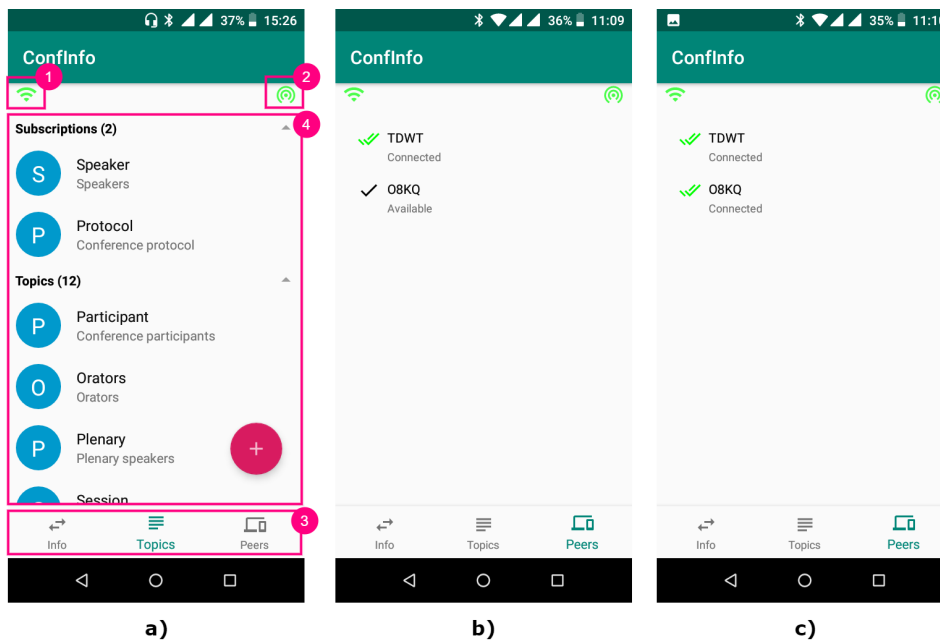 37% 15:26
ConfInfo
1
2
Subscriptions (2)
4
S
Speaker
Speakers
P
Protocol
Conference protocol
Topics (12)
P
Participant
Conference participants
O
Orators
Orators
P
Plenary
Plenary speakers
+
Session
3
Info
Topics
Peers
a)
36% 11:09
ConfInfo
TDWT
Connected
O8KQ
Available
Info
Topics
Peers
b)
35% 11:10
ConfInfo
TDWT
Connected
O8KQ
Connected
Info
Topics
Peers
c)